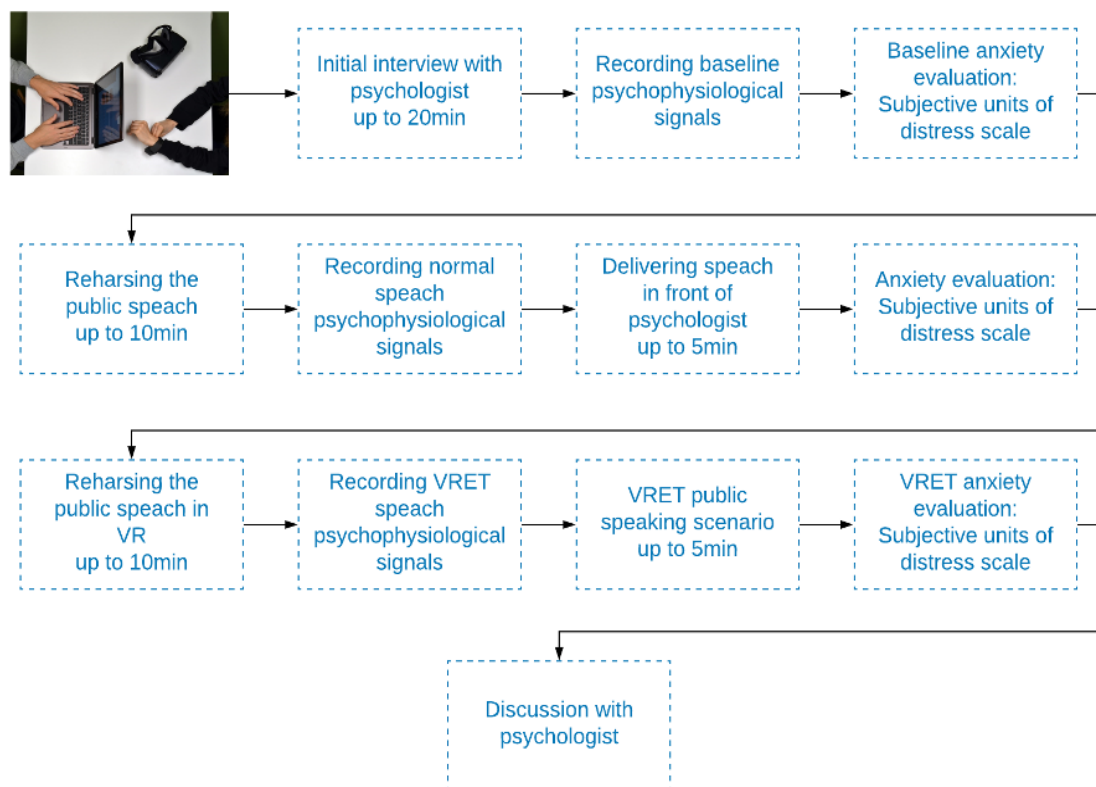 Initial interview with
psychologist
up to 20min
Recording baseline
psychophysiological
signals
Baseline anxiety
evaluation:
Subjective units of
distress scale
Reharsing the
public speach
up to 10min
Recording normal
speach
psychophysiological
signals
Delivering speach
in front of
psychologist
up to 5min
Anxiety evaluation:
Subjective units of
distress scale
Reharsing the
public speach in
VR
up to 10min
Recording VRET
speach
psychophysiological
signals
VRET public
speaking scenario
up to 5min
VRET anxiety
evaluation:
Subjective units of
distress scale
Discussion with
psychologist